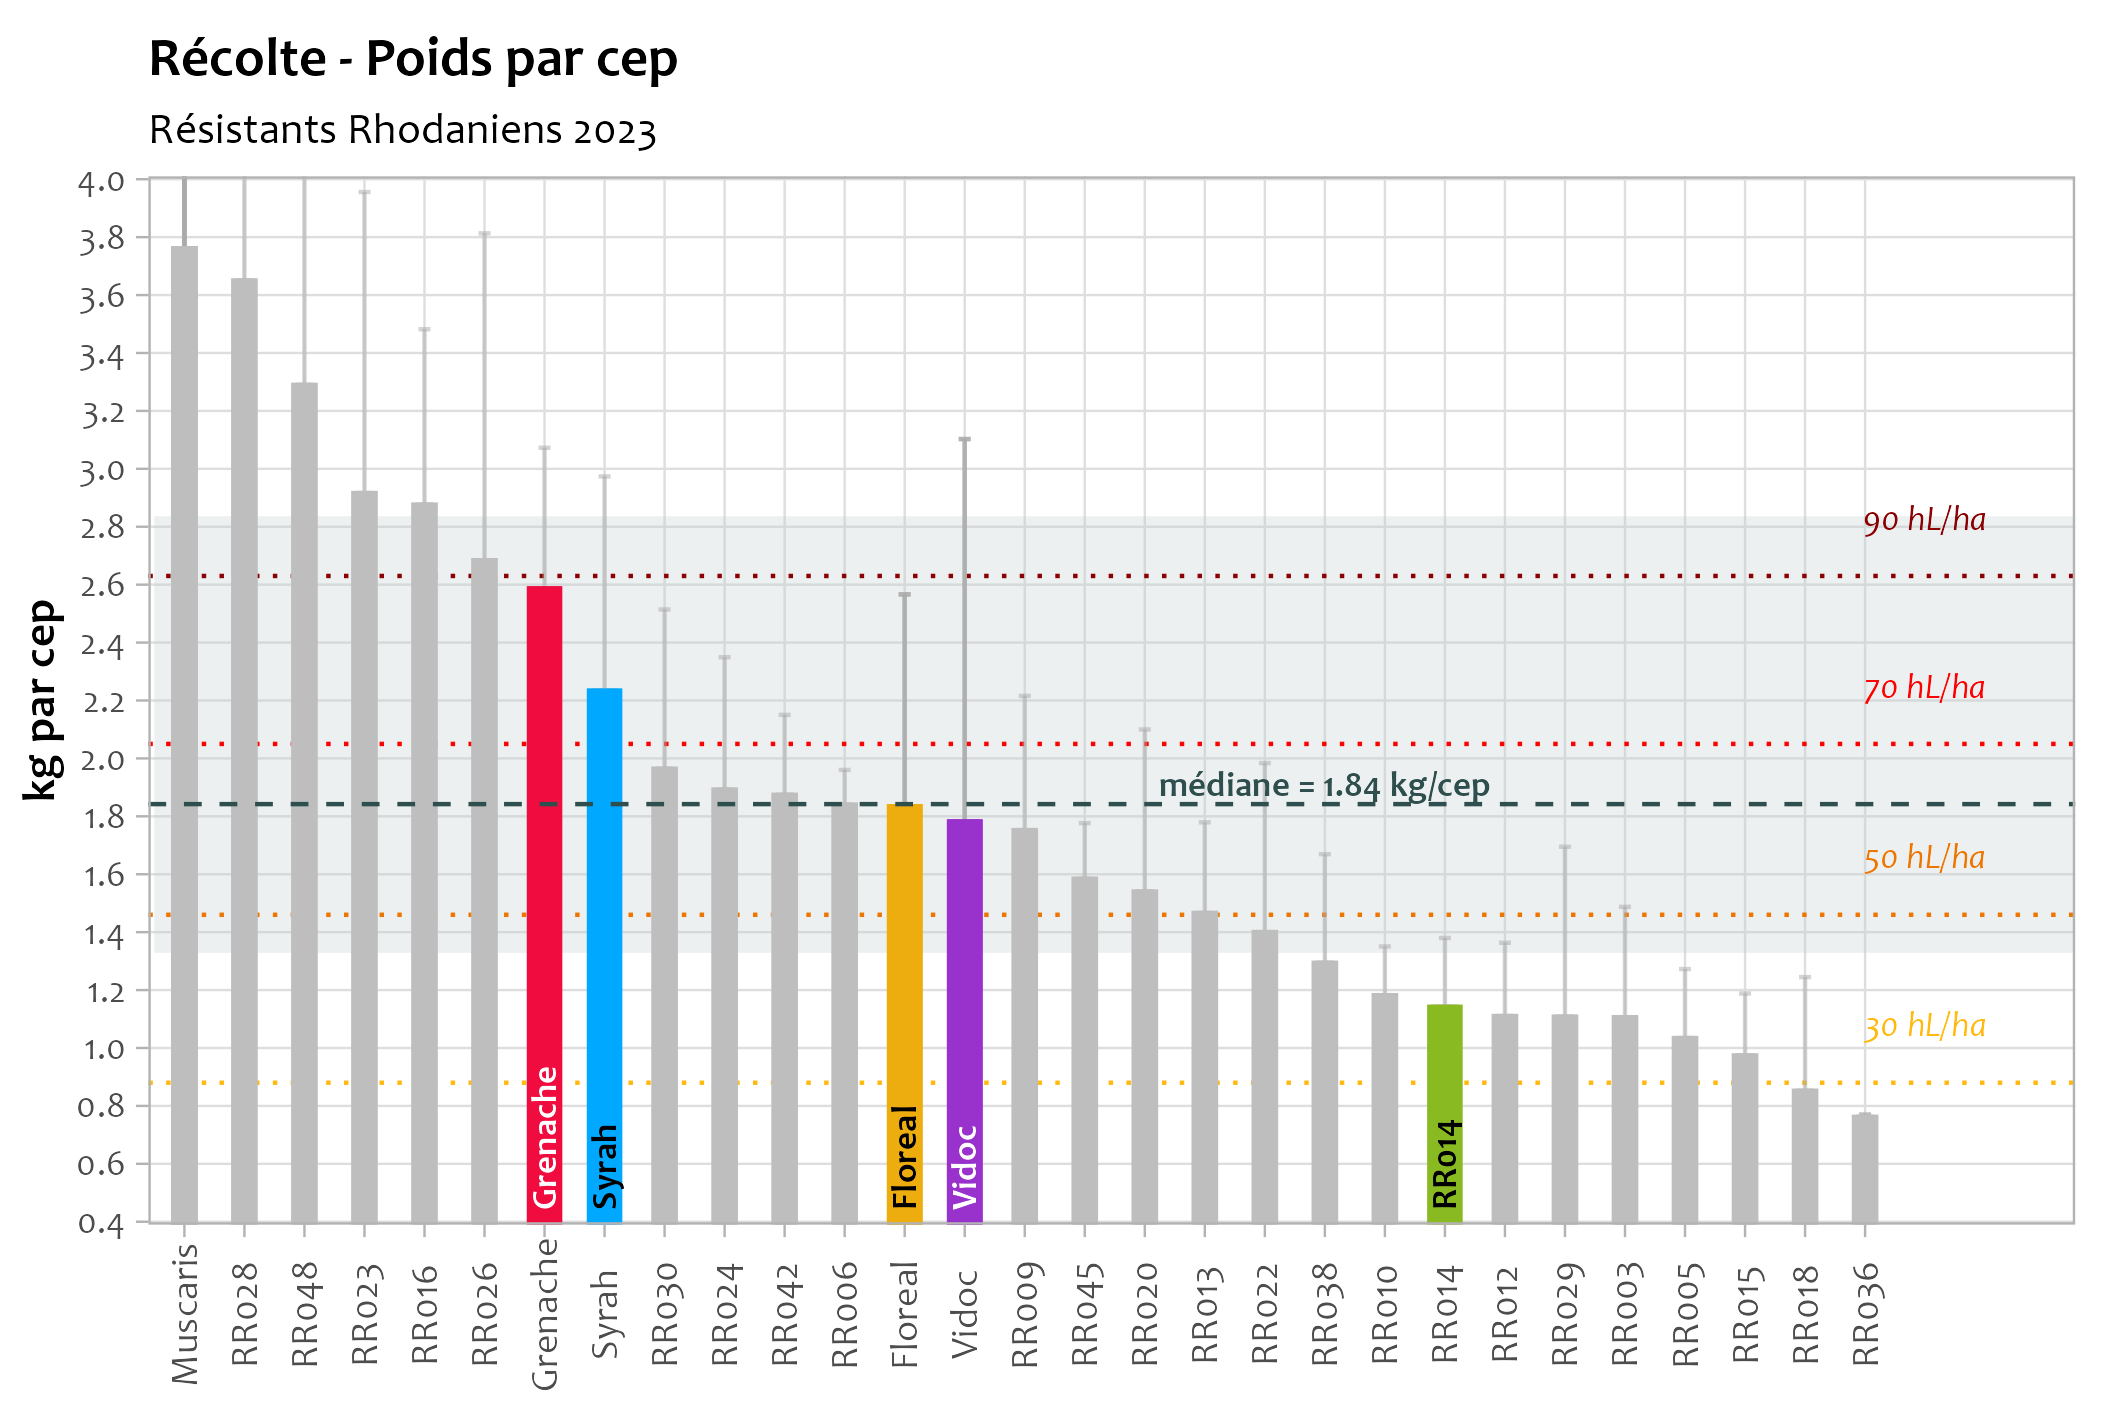 Récolte - Poids par cep
Résistants Rhodaniens 2023
kg par cep
4.0
3.8
3.6
3.4
3.2
3.0
2.8
2.6
2.4
2.2
2.0
1.8
1.6
1.4
1.2
1.0
0.8
0.6
0.4
90 hL/ha
70 hL/ha
médiane = 1.84 kg/cep
50 hL/ha
30 hL/ha
Grenache
Syrah
Floreal
Vidoc
RR014
Muscaris
RR028
RR048
RR023
RR016
RR026
Grenache
Syrah
RR030
RR024
RR042
RR006
Floreal
Vidoc
RR009
RR045
RR020
RR013
RR022
RR038
RR010
RR014
RR012
RR029
RR003
RR005
RR015
RR018
RR036